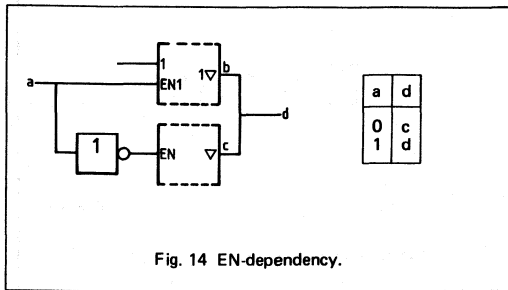 1
1▽ b
a
EN1
a d
d
0 c
1 d
1
EN ▽ c
Fig. 14 EN-dependency.